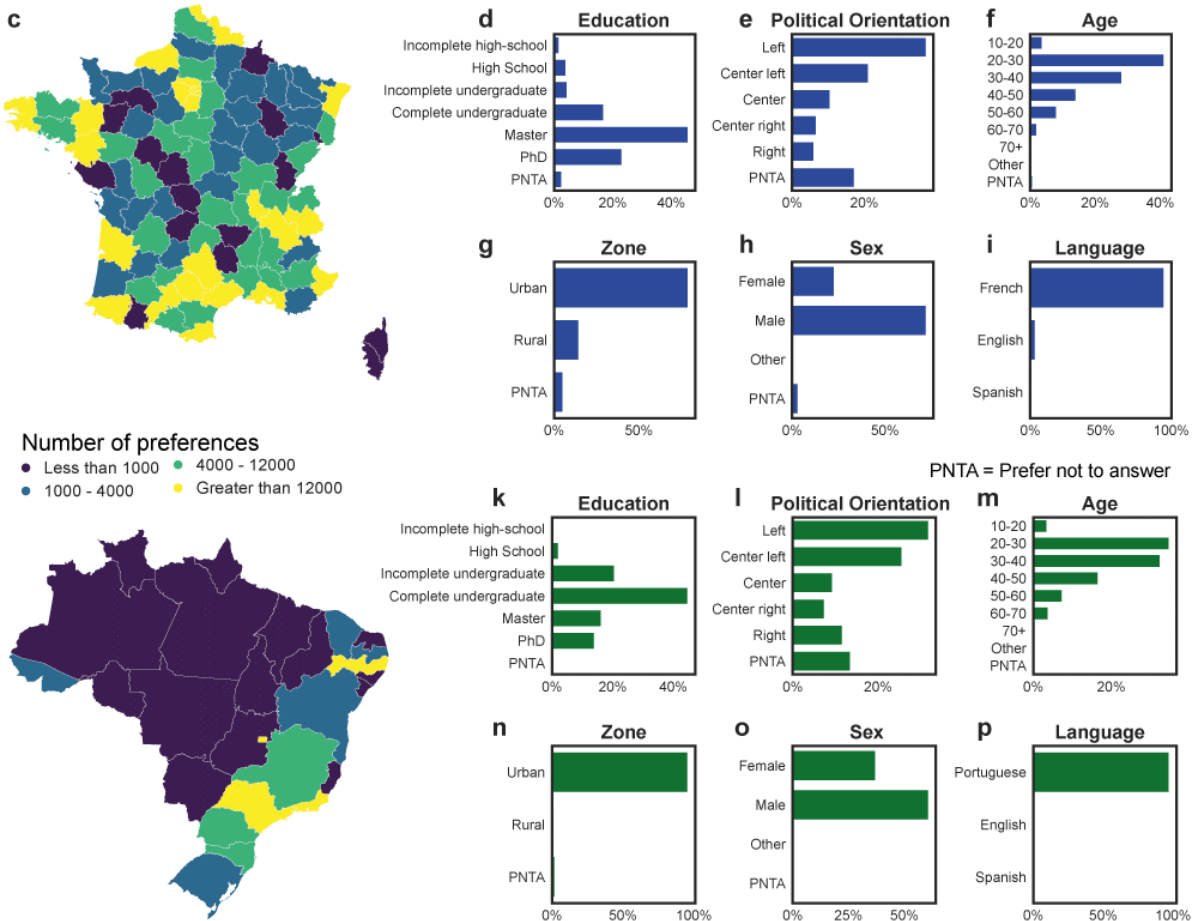 c
d
Education
Incomplete high-school
High School
Incomplete undergraduate
Complete undergraduate
Master
PhD
PNTA
0%
20%
40%
e
Political Orientation
Left
Center left
Center
Center right
Right
PNTA
0%
20%
f
Age
10-20
20-30
30-40
40-50
50-60
60-70
70+
Other
PNTA
0%
20%
40%
g
Zone
Urban
Rural
PNTA
0%
50%
h
Sex
Female
Male
Other
PNTA
0%
50%
i
Language
French
English
Spanish
0%
50%
100%
Number of preferences
Less than 1000
4000 - 12000
1000 - 4000
Greater than 12000
PNTA = Prefer not to answer
k
Education
Incomplete high-school
High School
Incomplete undergraduate
Complete undergraduate
Master
PhD
PNTA
0%
20%
40%
l
Political Orientation
Left
Center left
Center
Center right
Right
PNTA
0%
20%
m
Age
10-20
20-30
30-40
40-50
50-60
60-70
70+
Other
PNTA
0%
20%
n
Zone
Urban
Rural
PNTA
0%
50%
100%
o
Sex
Female
Male
Other
PNTA
0%
25%
50%
p
Language
Portuguese
English
Spanish
0%
50%
100%